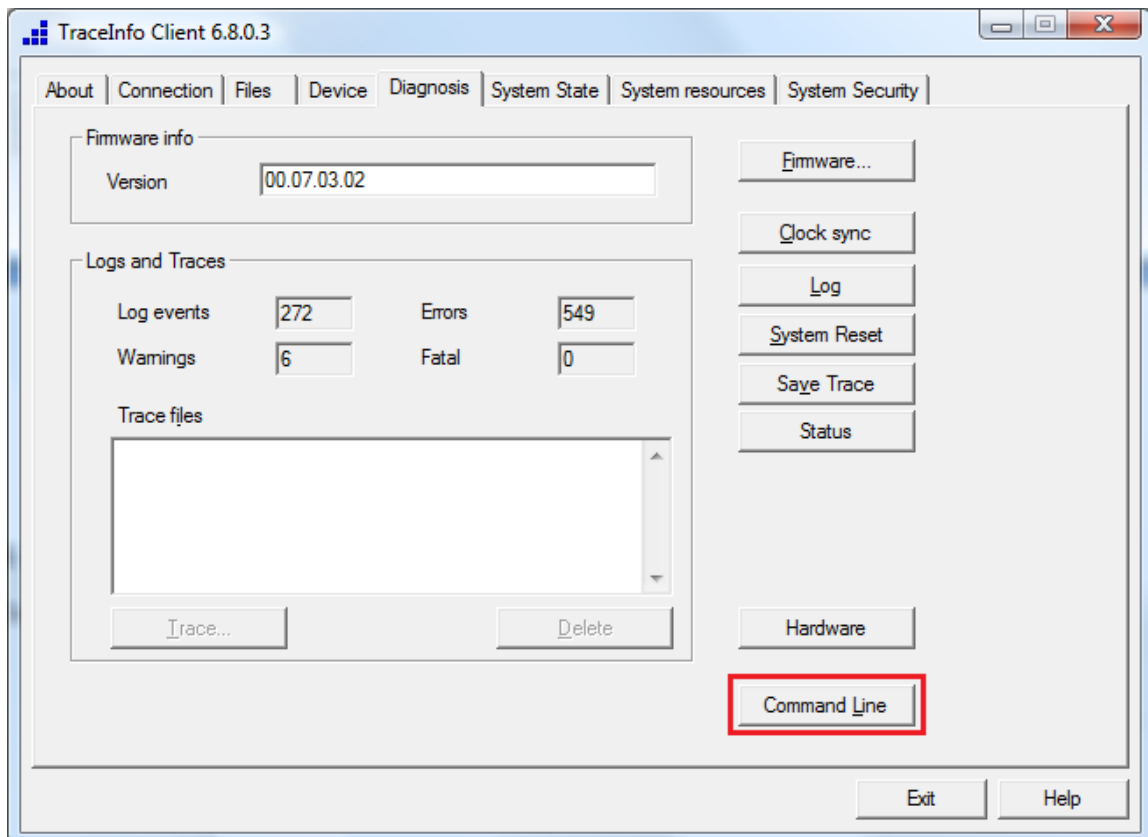 TraceInfo Client 6.8.0.3
About Connection Files Device Diagnosis System State System resources System Security
Firmware info
Version 00.07.03.02
Firmware...
Clock sync
Logs and Traces
Log
Log events 272 Errors 549
System Reset
Warnings 6 Fatal 0
Save Trace
Trace files
Status
Trace... Delete
Hardware
Command Line
Exit Help